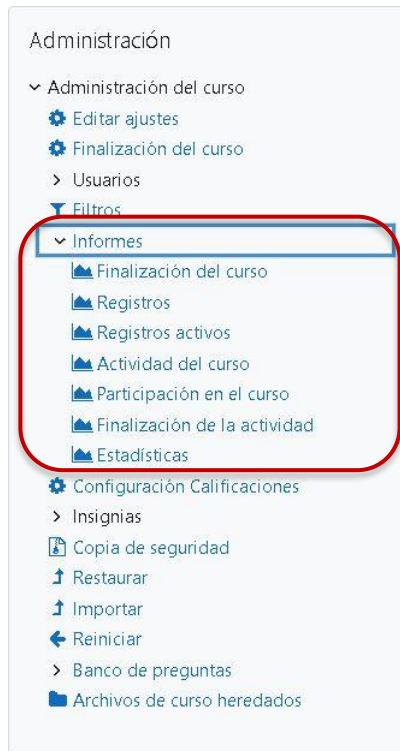 Administración
Administración del curso
Editar ajustes
Finalización del curso
Usuarios
Filtros
Informes
Finalización del curso
Registros
Registros activos
Actividad del curso
Participación en el curso
Finalización de la actividad
Estadísticas
Configuración Calificaciones
Insignias
Copia de seguridad
Restaurar
Importar
Reiniciar
Banco de preguntas
Archivos de curso heredados